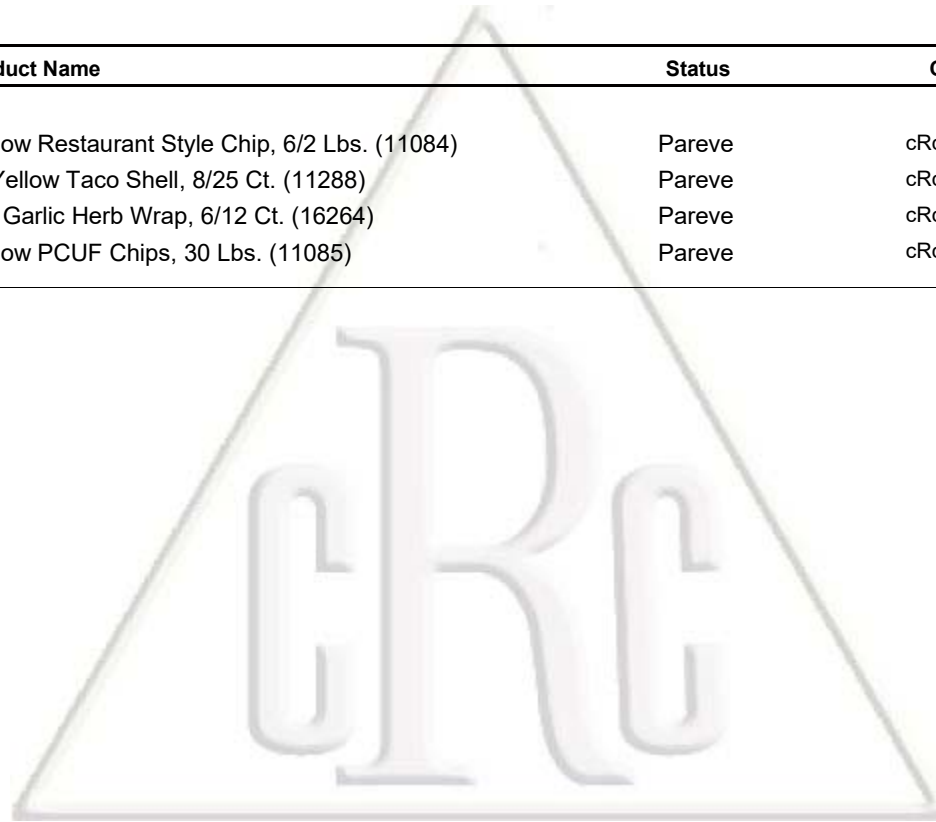 duct Name Status C
ow Restaurant Style Chip, 6/2 Lbs. (11084) Pareve cRc
Yellow Taco Shell, 8/25 Ct. (11288) Pareve cRc
Garlic Herb Wrap, 6/12 Ct. (16264) Pareve cRc
ow PCUF Chips, 30 Lbs. (11085) Pareve cRc
cRc